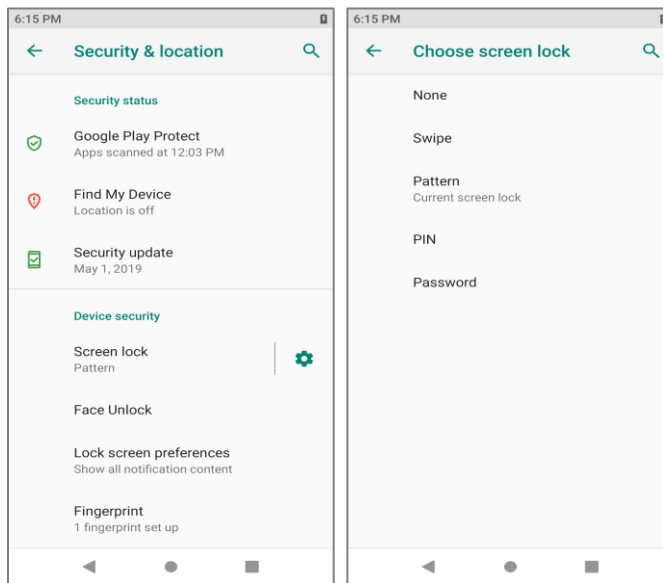 6:15 PM
Security & location
Security status
Google Play Protect
Apps scanned at 12:03 PM
Find My Device
Location is off
Security update
May 1, 2019
Device security
Screen lock
Pattern
Face Unlock
Lock screen preferences
Show all notification content
Fingerprint
1 fingerprint set up
6:15 PM
Choose screen lock
None
Swipe
Pattern
Current screen lock
PIN
Password